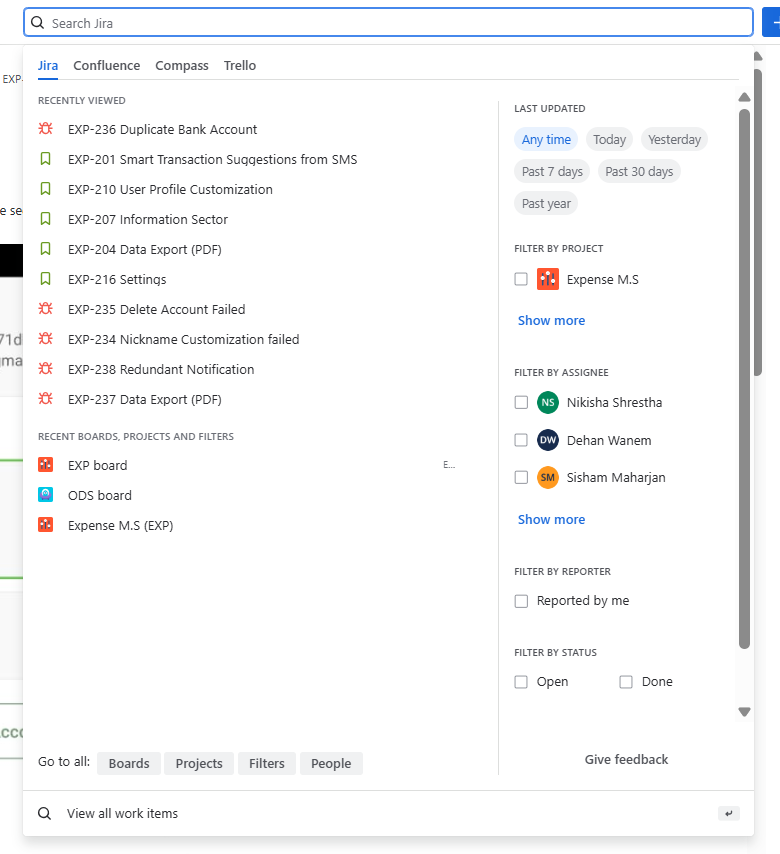 Search Jira
Jira Confluence Compass Trello
EXP-
RECENTLY VIEWED
EXP-236 Duplicate Bank Account
EXP-201 Smart Transaction Suggestions from SMS
EXP-210 User Profile Customization
e se
EXP-207 Information Sector
EXP-204 Data Export (PDF)
EXP-216 Settings
EXP-235 Delete Account Failed
71d
EXP-234 Nickname Customization failed
gma
EXP-238 Redundant Notification
EXP-237 Data Export (PDF)
RECENT BOARDS, PROJECTS AND FILTERS
EXP board E...
ODS board
Expense M.S (EXP)
LAST UPDATED
Any time Today Yesterday
Past 7 days Past 30 days
Past year
FILTER BY PROJECT
Expense M.S
Show more
FILTER BY ASSIGNEE
NS Nikisha Shrestha
DW Dehan Wanem
SM Sisham Maharjan
Show more
FILTER BY REPORTER
Reported by me
FILTER BY STATUS
Open Done
Acco
Go to all: Boards Projects Filters People
Give feedback
View all work items